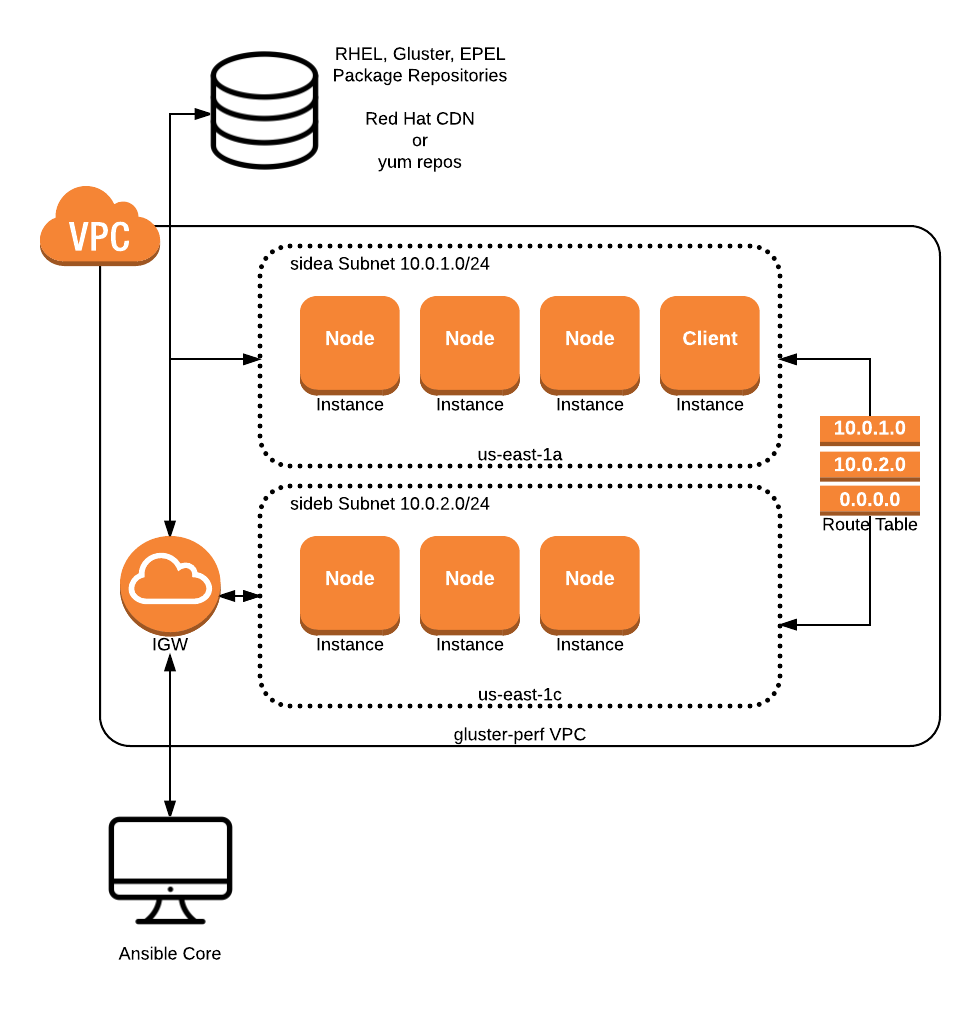 RHEL, Gluster, EPEL
Package Repositories
Red Hat CDN
or
yum repos
VPC
sidea Subnet 10.0.1.0/24
Node
Node
Node
Client
Instance
Instance
Instance
Instance
us-east-1a
10.0.1.0
10.0.2.0
0.0.0.0
Route Table
sideb Subnet 10.0.2.0/24
Node
Node
Node
Instance
Instance
Instance
us-east-1c
IGW
gluster-perf VPC
Ansible Core